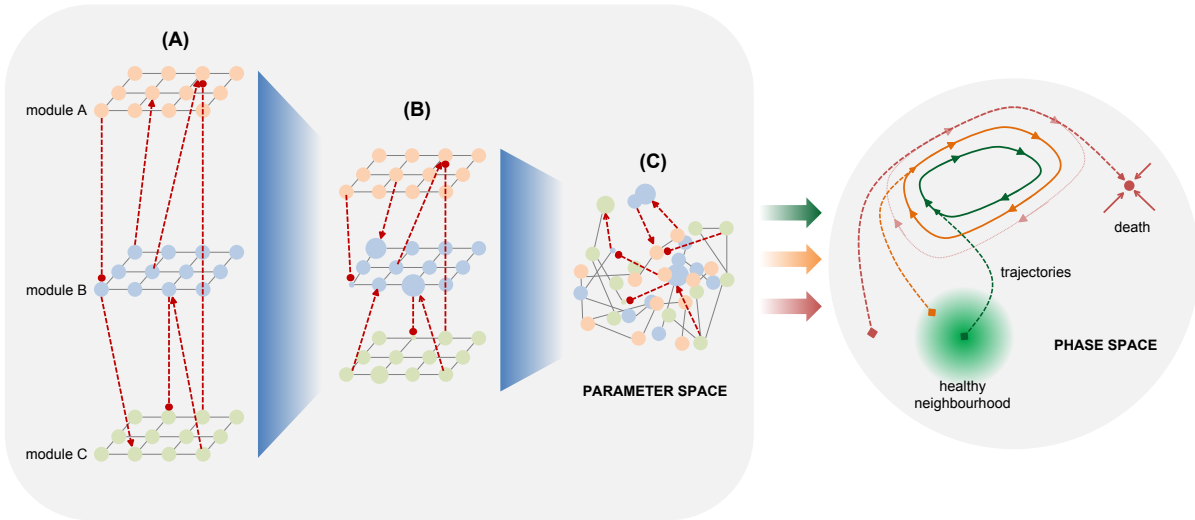 (A)
module A
module B
module C
(B)
(C)
PARAMETER SPACE
death
trajectories
PHASE SPACE
healthy
neighbourhood